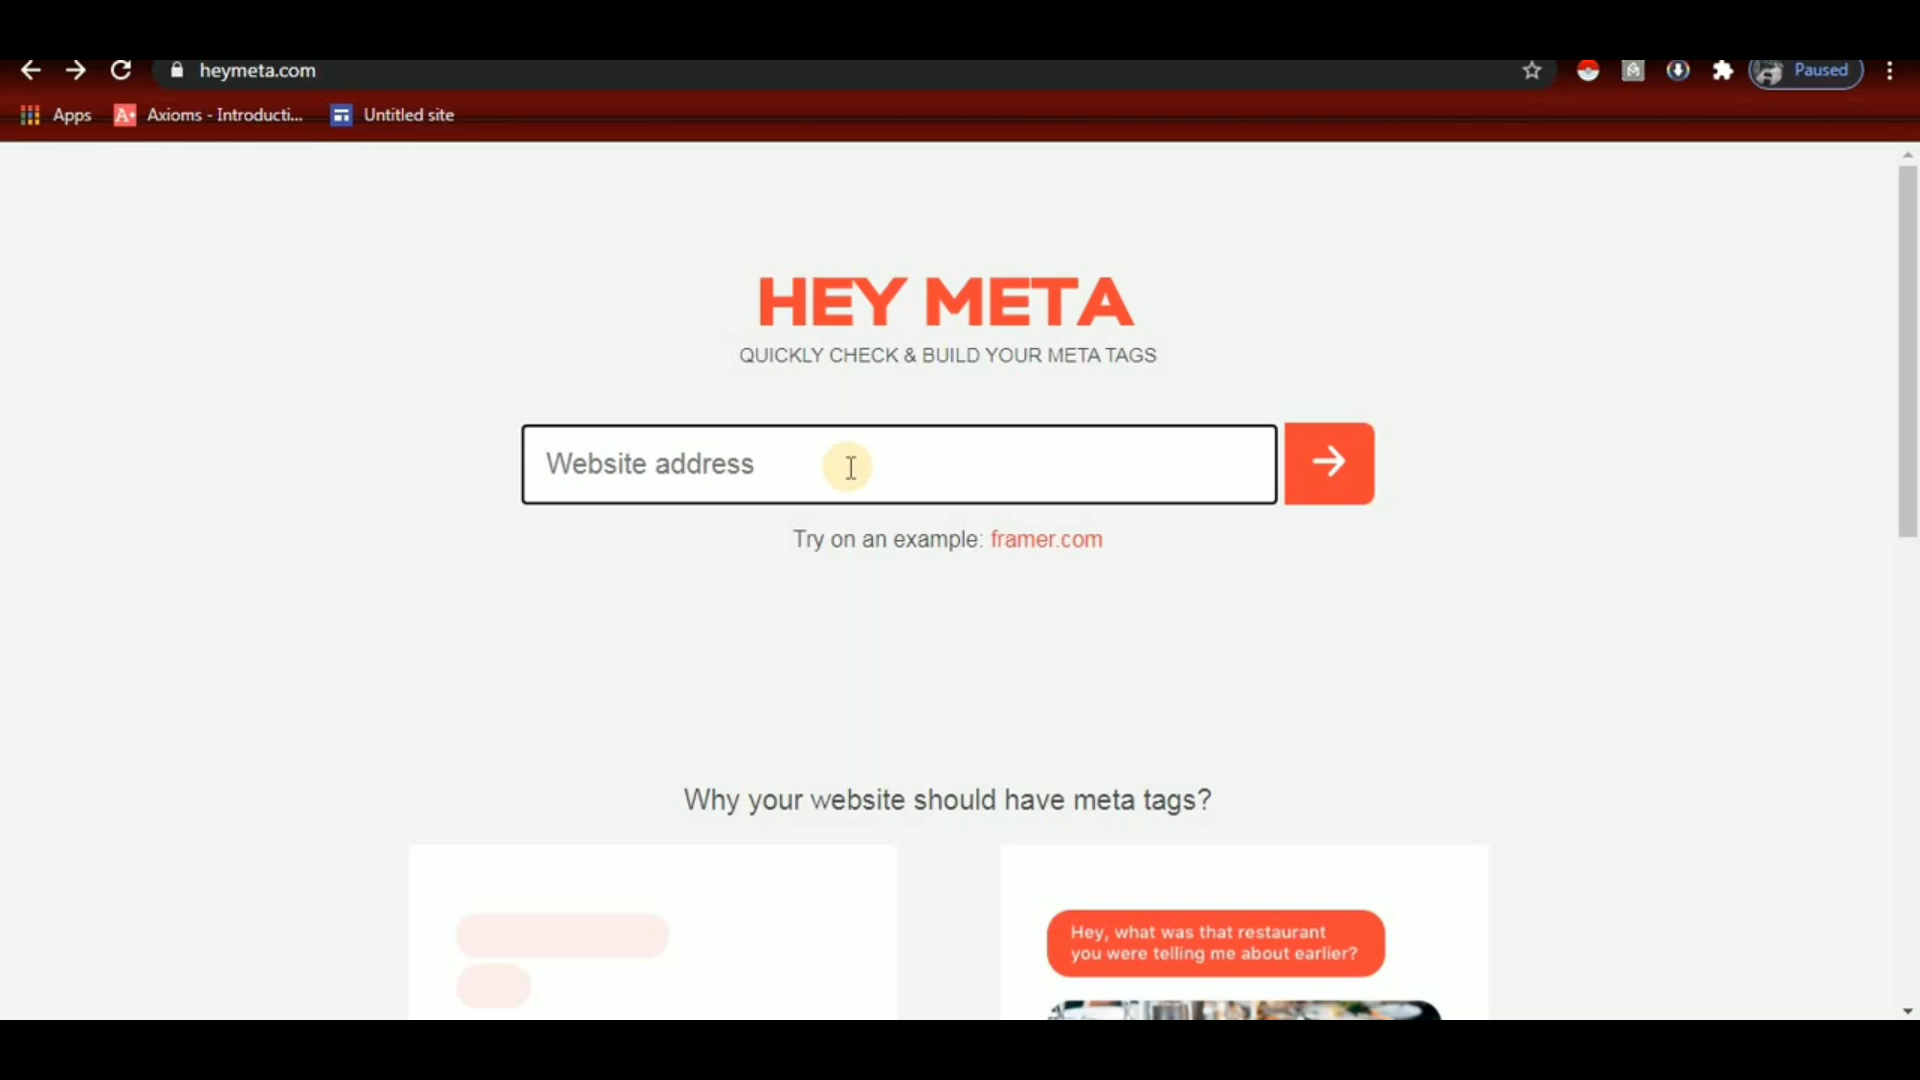 heymeta.com
Paused
Apps
Axioms - Introducti...
Untitled site
HEY META
QUICKLY CHECK & BUILD YOUR META TAGS
Website address
Try on an example: framer.com
Why your website should have meta tags?
Hey, what was that restaurant
you were telling me about earlier?